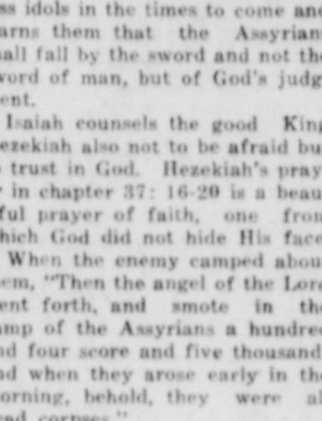 ss idols in the times to come and
arns them that the Assyrian
all fall by the sword and not the
word of man, but of God's judg
ent.
Isaiah counsels the good King
ezekiah also not to be afraid bu
trust in God. Hezekiah's pray
r in chapter 37: 16-20 is a beau
ful prayer of faith, one from
hich God did not hide His face
When the enemy camped abou
em, "Then the angel of the Lord
ent forth, and smote in the
amp of the Assyrians a hundred
nd four score and five thousand
nd when they arose early in the
orning, behold, they were al
ead corpses."